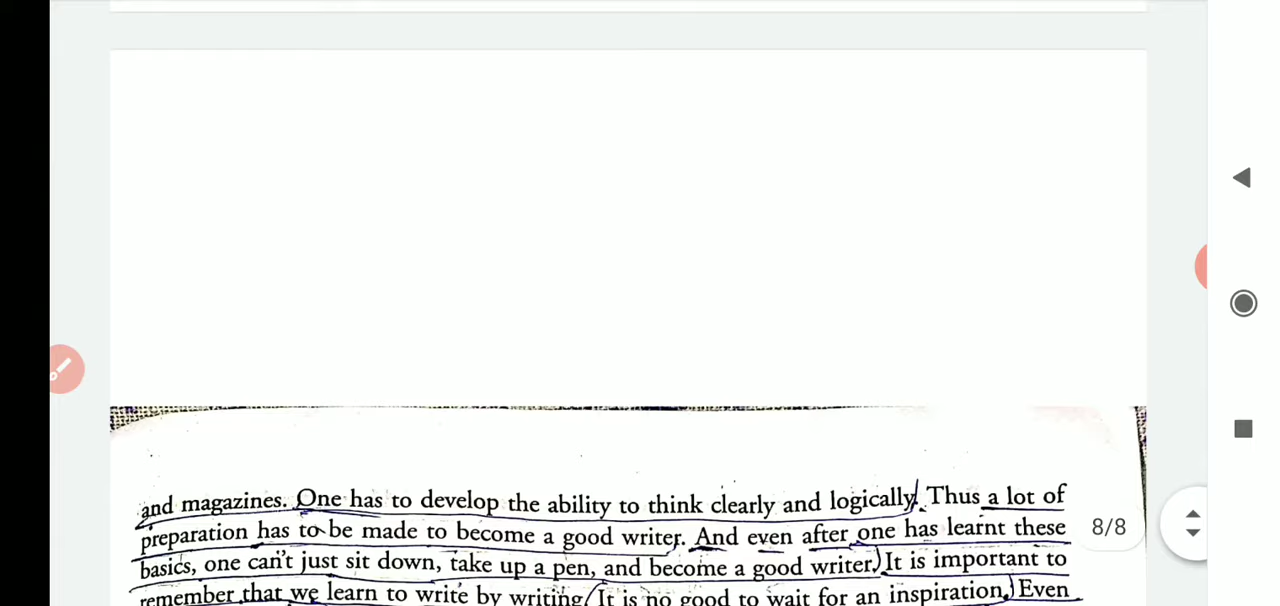 and magazines. One has to develop the ability to think clearly and logically. Thus a lot of
preparation has to be made to become a good writer. And even after one has learnt these
8/8
basics, one can't just sit down, take up a pen, and become a good writer. It is important to
remember that we learn to write by writing. It is no good to wait for an inspiration. Even